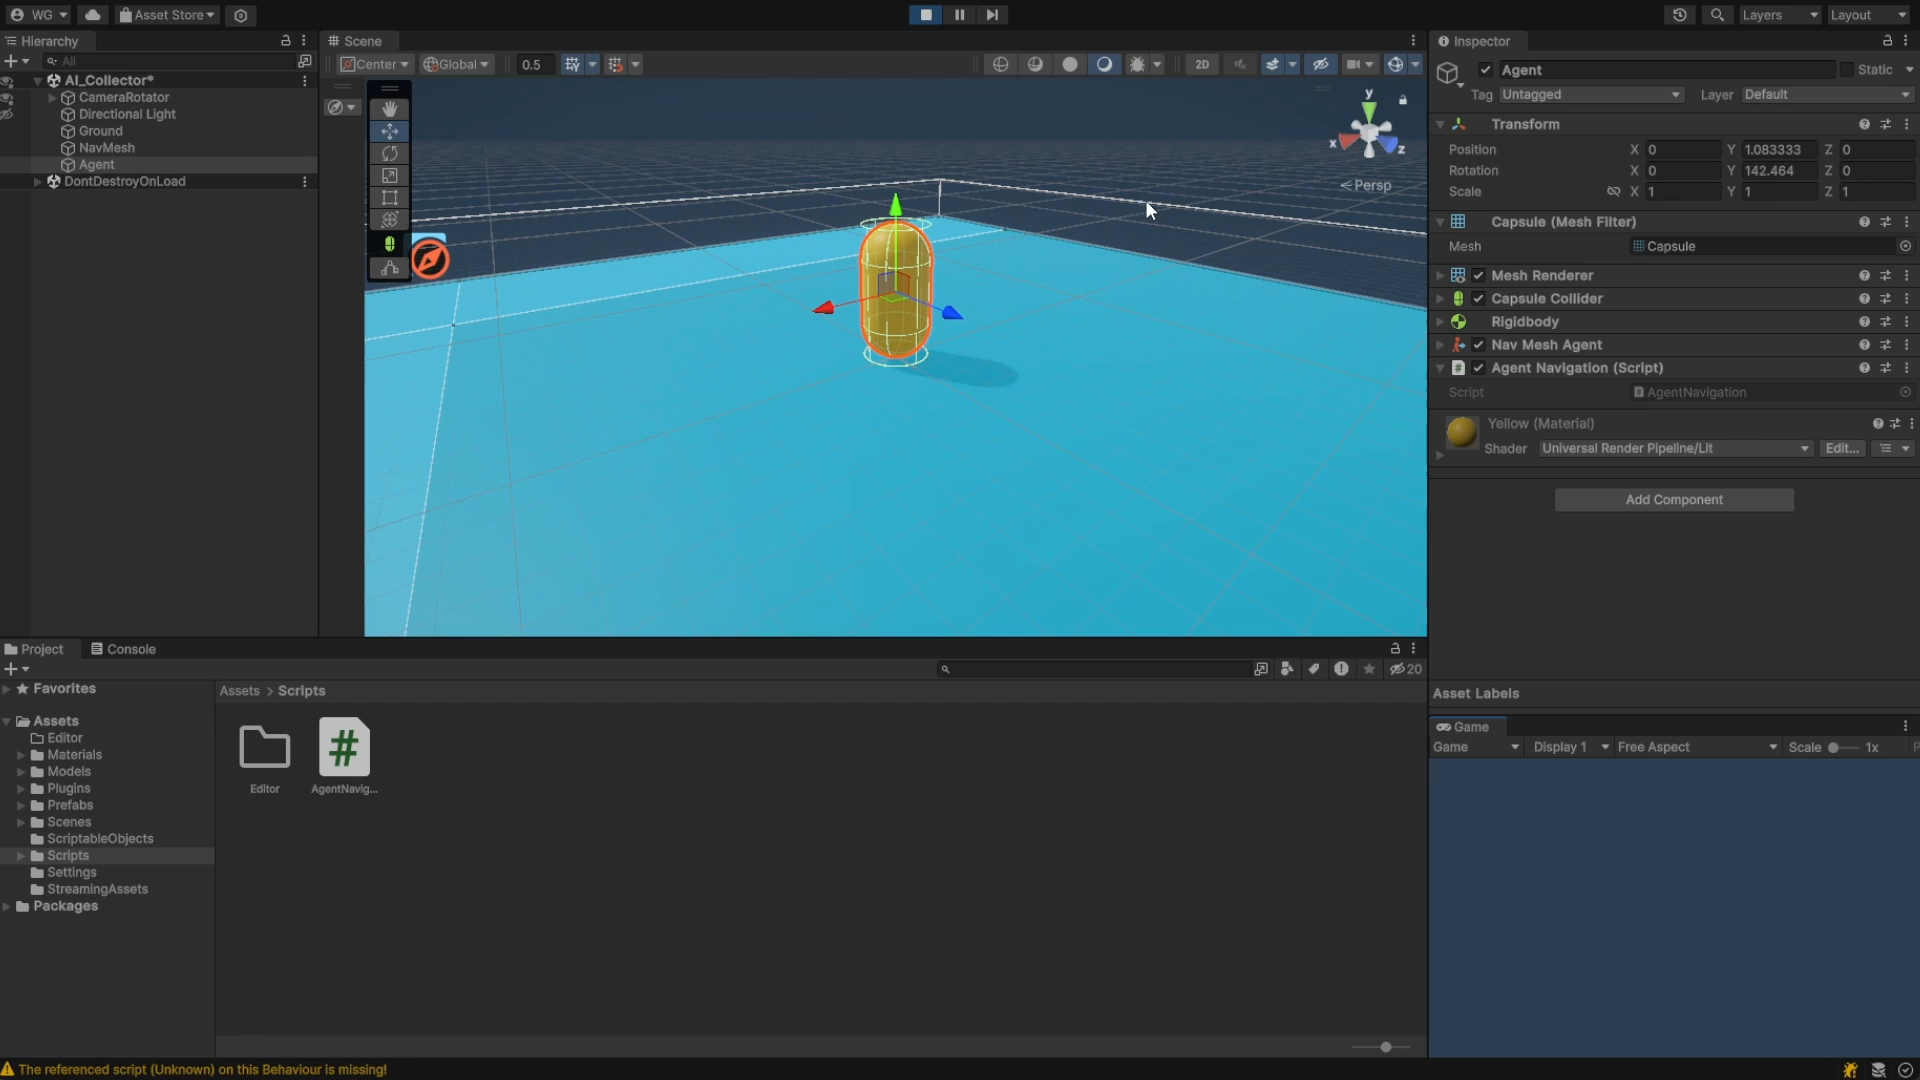 WG
Asset Store
Layers
Layout
Hierarchy
All
AI_Collector*
CameraRotator
Directional Light
Ground
NavMesh
Agent
DontDestroyOnLoad
Scene
Center
Global
0.5
2D
y
x
z
< Persp
Inspector
Agent
Static
Tag Untagged Layer Default
Transform
Position X 0 Y 1.083333 Z 0
Rotation X 0 Y 142.464 Z 0
Scale X 1 Y 1 Z 1
Capsule (Mesh Filter)
Mesh Capsule
Mesh Renderer
Capsule Collider
Rigidbody
Nav Mesh Agent
# Agent Navigation (Script)
Script AgentNavigation
Yellow (Material)
Shader Universal Render Pipeline/Lit Edit...
Add Component
Asset Labels
Game
Game Display 1 Free Aspect Scale 1x
Project Console
20
Favorites
Assets
Editor
Materials
Models
Plugins
Prefabs
Scenes
ScriptableObjects
Scripts
Settings
StreamingAssets
Packages
Assets > Scripts
#
Editor AgentNavig...
The referenced script (Unknown) on this Behaviour is missing!